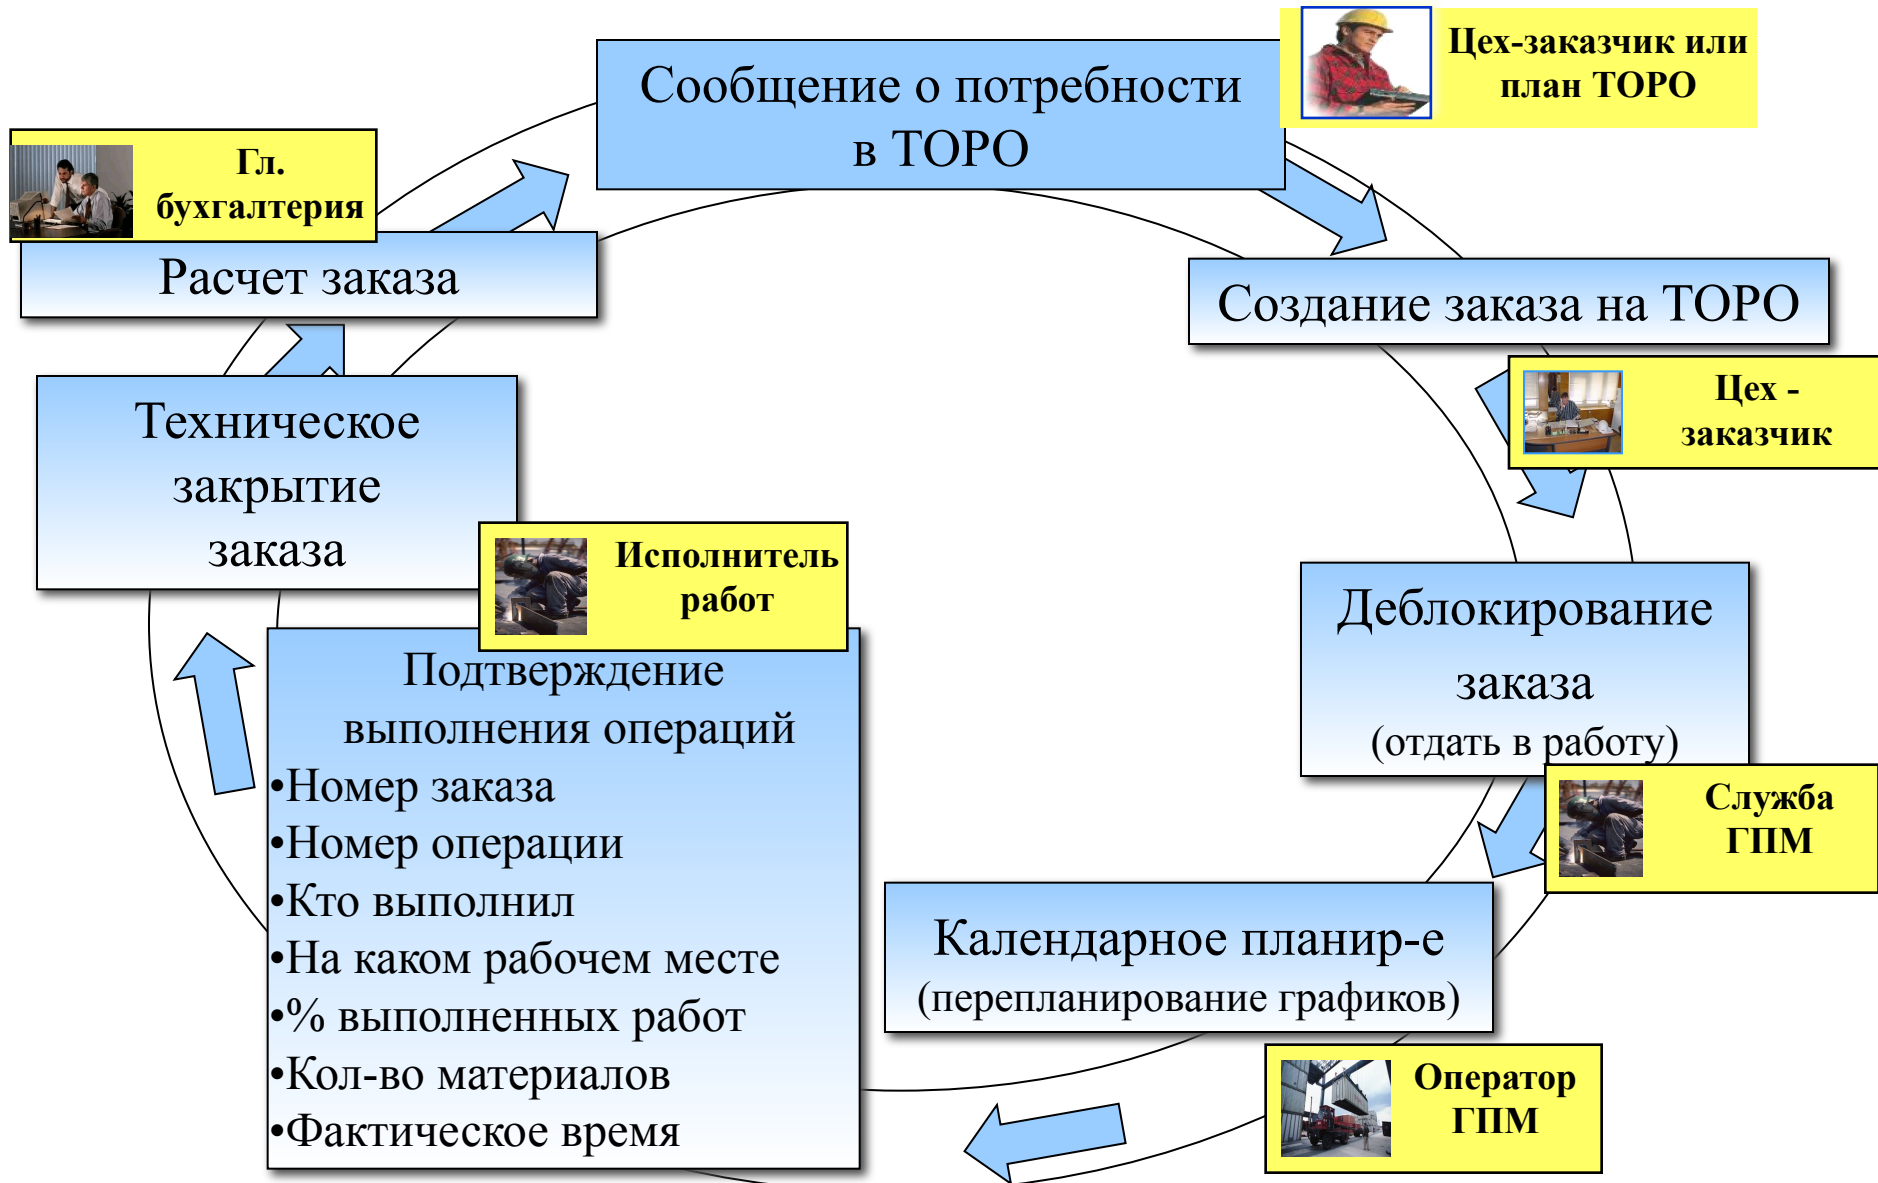 Сообщение о потребности
в ТОРО
Цех-заказчик или
план ТОРО
Создание заказа на ТОРО
Цех -
заказчик
Деблокирование
заказа
(отдать в работу)
Служба
ГПМ
Календарное планир-е
(перепланирование графиков)
Оператор
ГПМ
Исполнитель
работ
Подтверждение
выполнения операций
•Номер заказа
•Номер операции
•Кто выполнил
•На каком рабочем месте
•% выполненных работ
•Кол-во материалов
•Фактическое время
Техническое
закрытие
заказа
Гл.
бухгалтерия
Расчет заказа